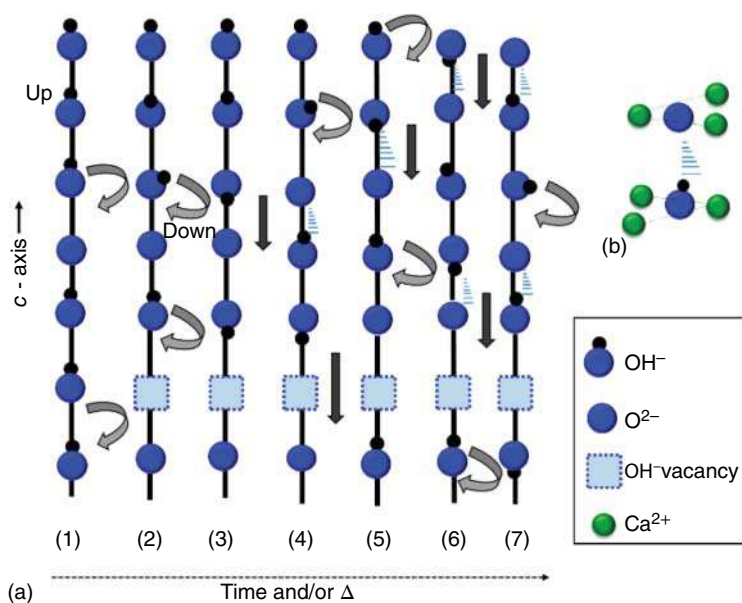 Up
Down
c - axis
(1) (2) (3) (4) (5) (6) (7)
(a) Time and/or Δ
(b)
OH⁻
O²⁻
OH⁻vacancy
Ca²⁺